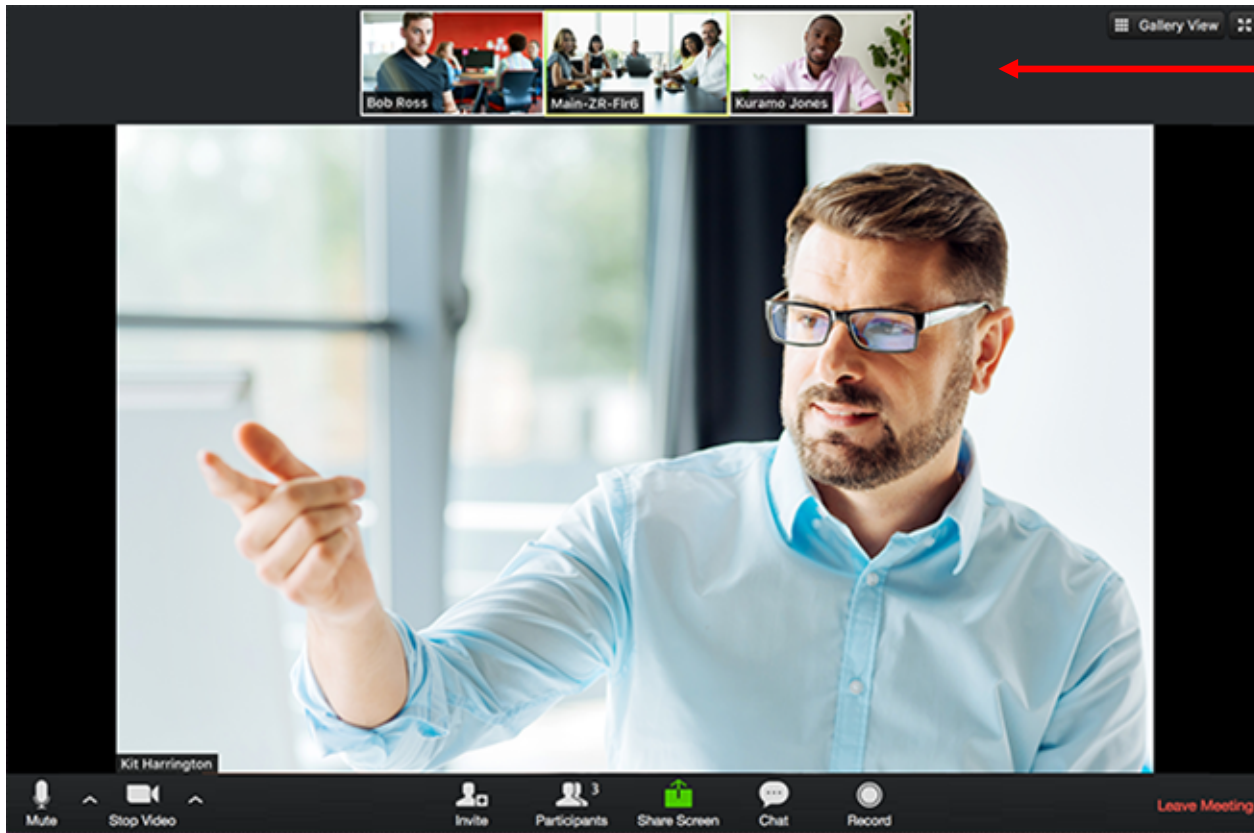 Gallery View
Bob Ross
Main-ZR-Flr6
Kuramo Jones
Kit Harrington
Mute
Stop Video
Invite
Participants
3
Share Screen
Chat
Record
Leave Meeting